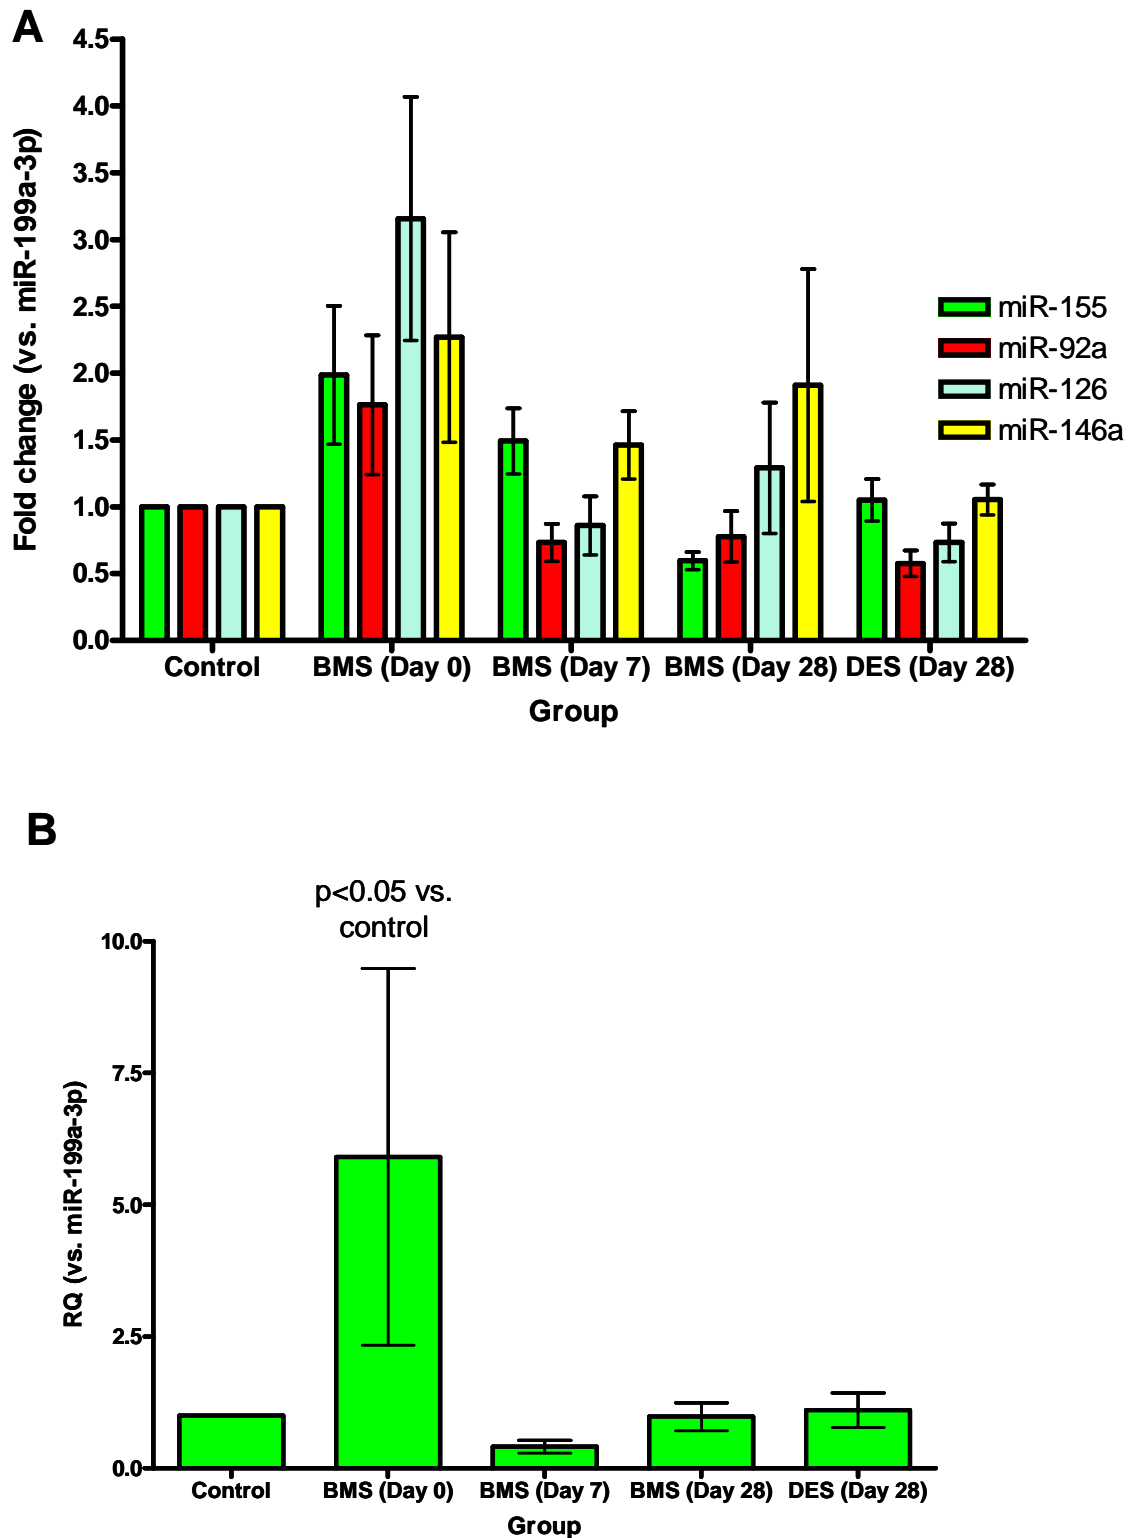 A
4.5
4.0
3.5
3.0
2.5
2.0
1.5
1.0
0.5
0.0
Fold change (vs. miR-199a-3p)
miR-155
miR-92a
miR-126
miR-146a
Control BMS (Day 0) BMS (Day 7) BMS (Day 28) DES (Day 28)
Group
B
p<0.05 vs.
control
10.0
7.5
5.0
2.5
0.0
RQ (vs. miR-199a-3p)
Control BMS (Day 0) BMS (Day 7) BMS (Day 28) DES (Day 28)
Group